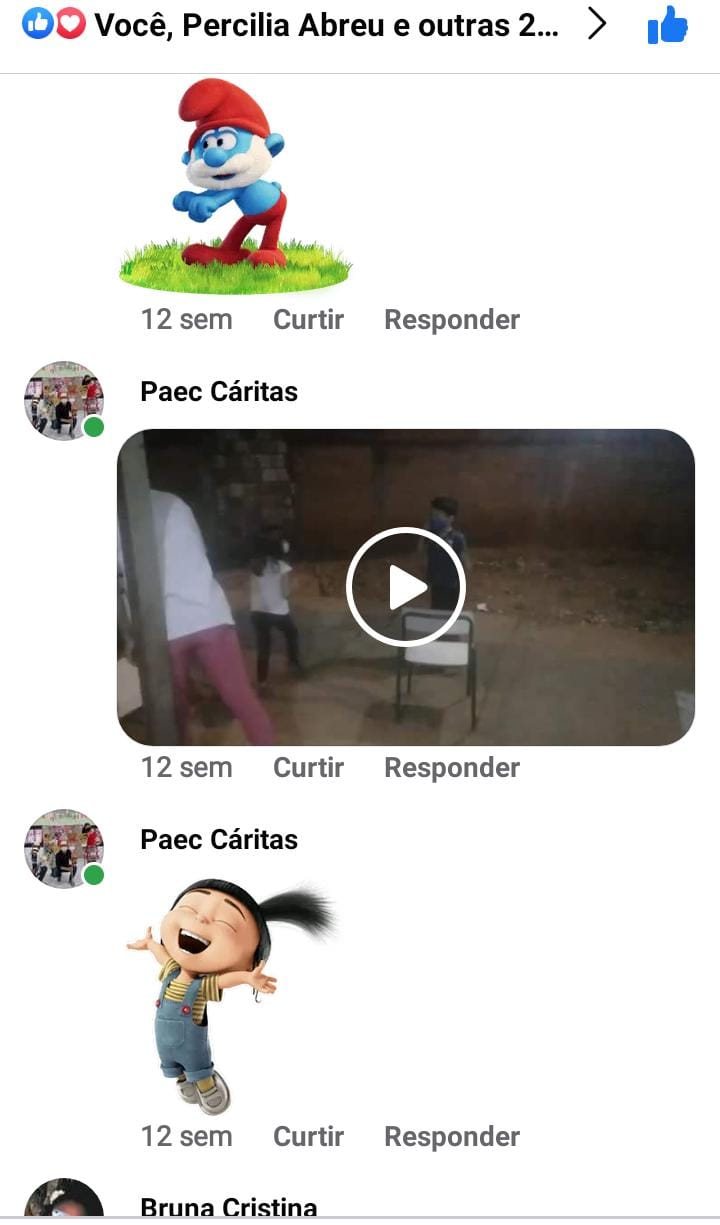 Você, Percilia Abreu e outras 2...
12 sem Curtir Responder
Paec Cáritas
12 sem Curtir Responder
Paec Cáritas
12 sem Curtir Responder
Bruna Cristina